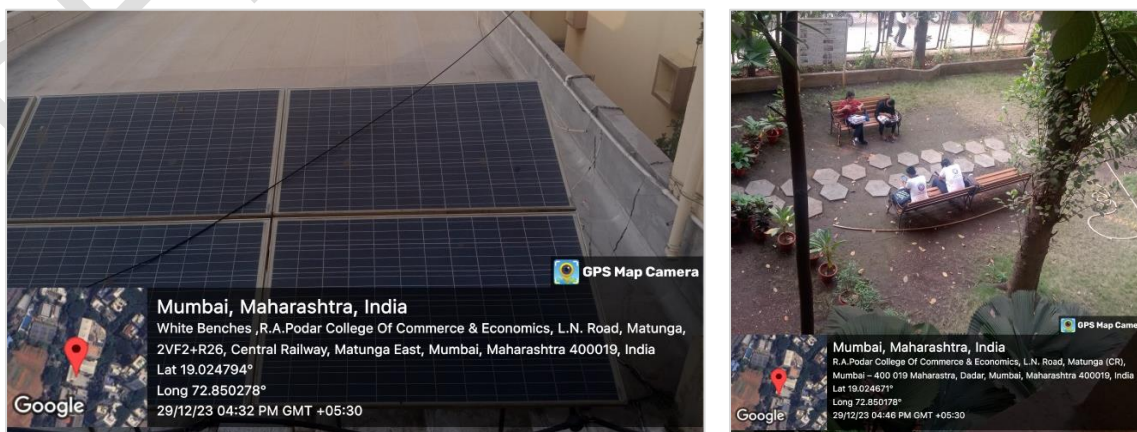 GPS Map Camera
Mumbai, Maharashtra, India
White Benches ,R.A.Podar College Of Commerce & Economics, L.N. Road, Matunga,
2VF2+R26, Central Railway, Matunga East, Mumbai, Maharashtra 400019, India
Lat 19.024794°
Long 72.850278°
29/12/23 04:32 PM GMT +05:30
Google
GPS Map Came
Mumbai, Maharashtra, India
R.A.Podar College Of Commerce & Economics, L.N. Road, Matunga (CR),
Mumbai – 400 019 Maharastra, Dadar, Mumbai, Maharashtra 400019, India
Lat 19.024671°
Long 72.850178°
29/12/23 04:46 PM GMT +05:30
Google